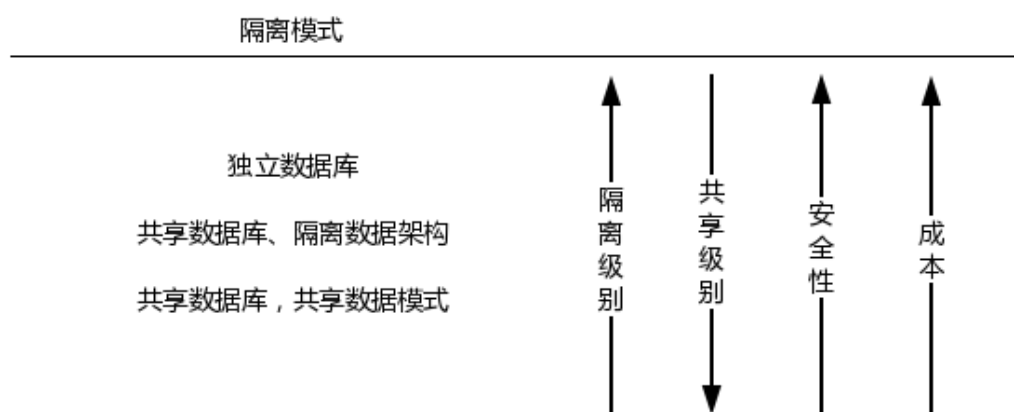 隔离模式
独立数据库
共享数据库、隔离数据架构
共享数据库，共享数据模式
隔离级别
共享级别
安全性
成本